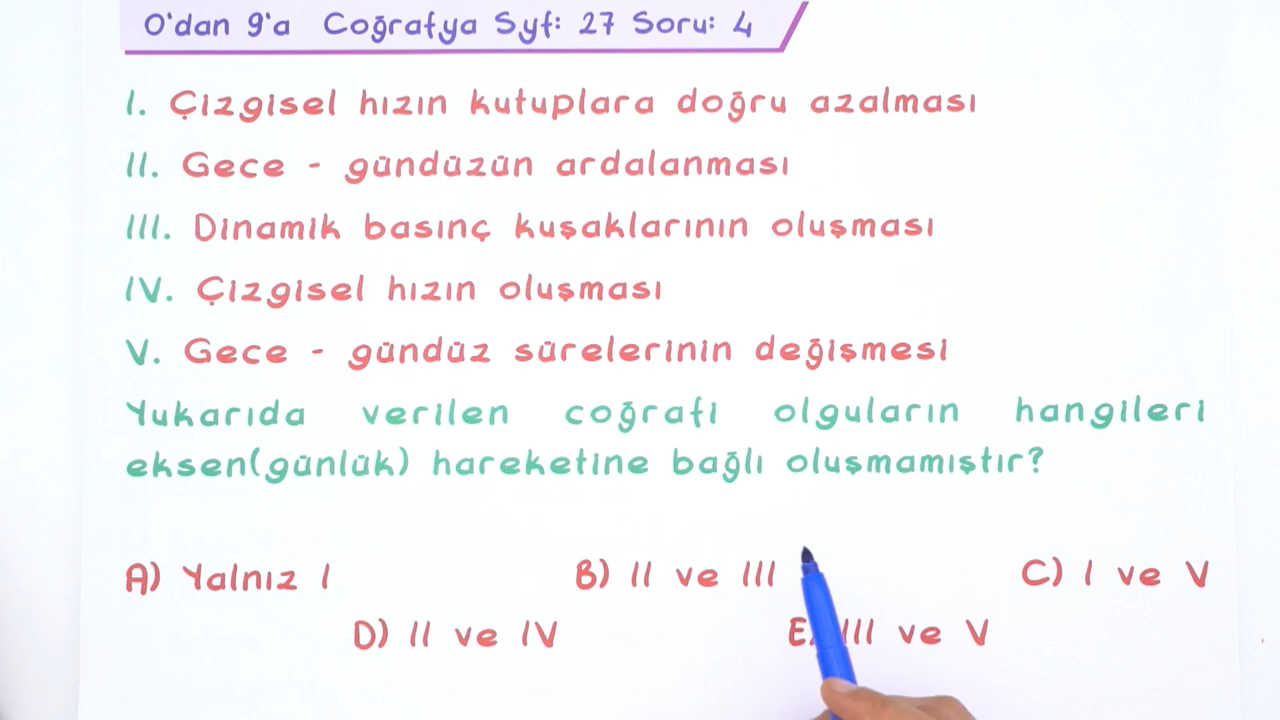 0'dan 9'a Coğrafya Syf: 27 Soru: 4
I. Çizgisel hızın kutuplara doğru azalması
II. Gece - gündüzün ardalanması
III. Dinamik basınç kuşaklarının oluşması
IV. Çizgisel hızın oluşması
V. Gece - gündüz sürelerinin değişmesi
Yukarıda verilen coğrafi olguların hangileri
eksen(günlük) hareketine bağlı oluşmamıştır?
A) Yalnız I B) II ve III C) I ve V
D) II ve IV E) III ve V